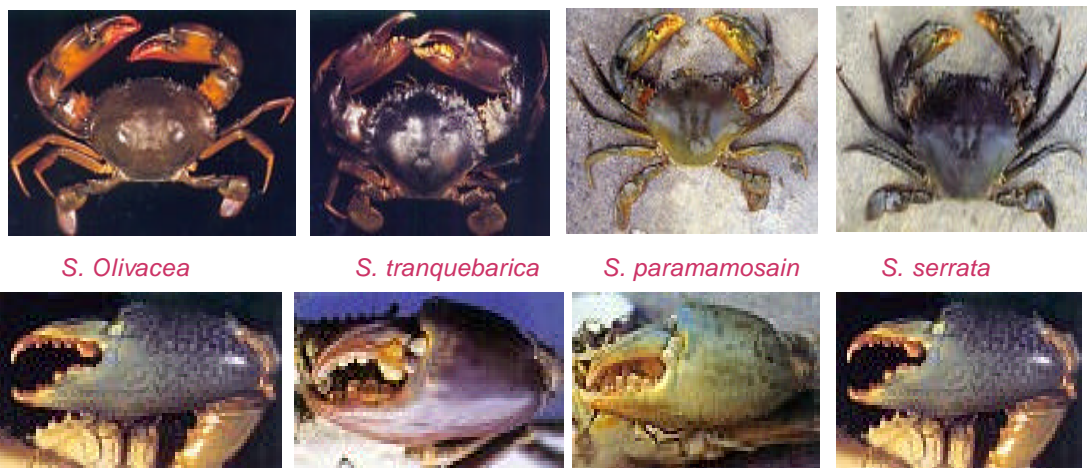 S. Olivacea
S. tranquebarica
S. paramamosain
S. serrata